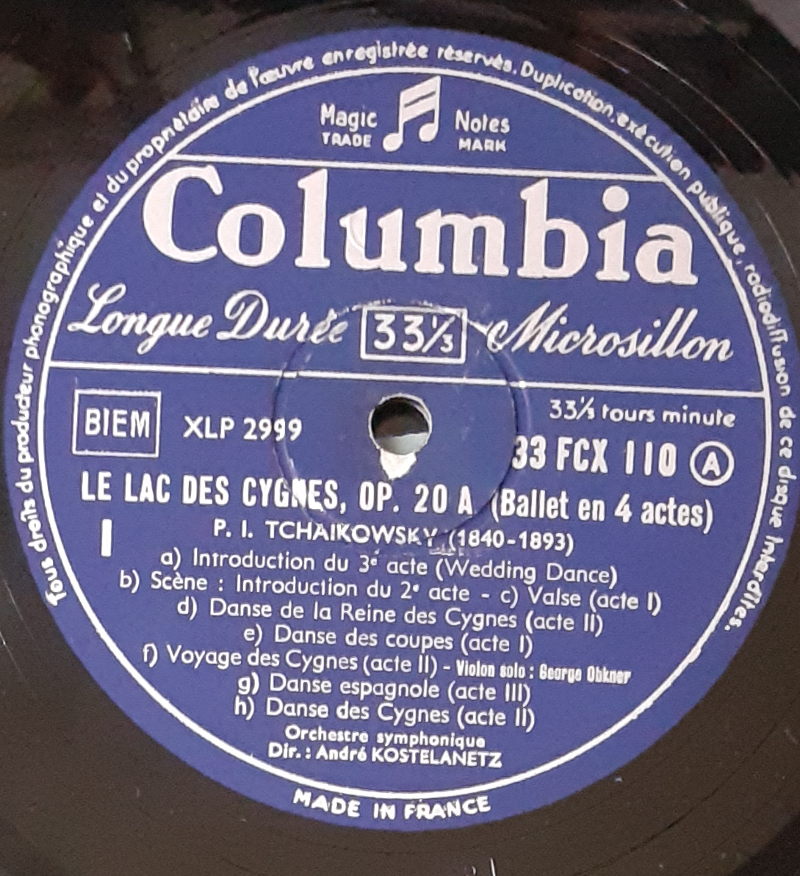 Tous droits du producteur phonographique et du propriétaire de l'œuvre enregistrée réservés. Duplication, exécution publique, radiodiffusion de ce disque interdites.
Magic Notes
TRADE MARK
Columbia
Longue Durée 33⅓ Microsillon
33⅓ tours minute
BIEM XLP 2999
33 FCX 110 A
LE LAC DES CYGNES, OP. 20 A (Ballet en 4 actes)
I
P. I. TCHAIKOWSKY (1840-1893)
a) Introduction du 3e acte (Wedding Dance)
b) Scène : Introduction du 2e acte - c) Valse (acte I)
d) Danse de la Reine des Cygnes (acte II)
e) Danse des coupes (acte I)
f) Voyage des Cygnes (acte II) - Violon solo : George Obkner
g) Danse espagnole (acte III)
h) Danse des Cygnes (acte II)
Orchestre symphonique
Dir. : André KOSTELANETZ
MADE IN FRANCE